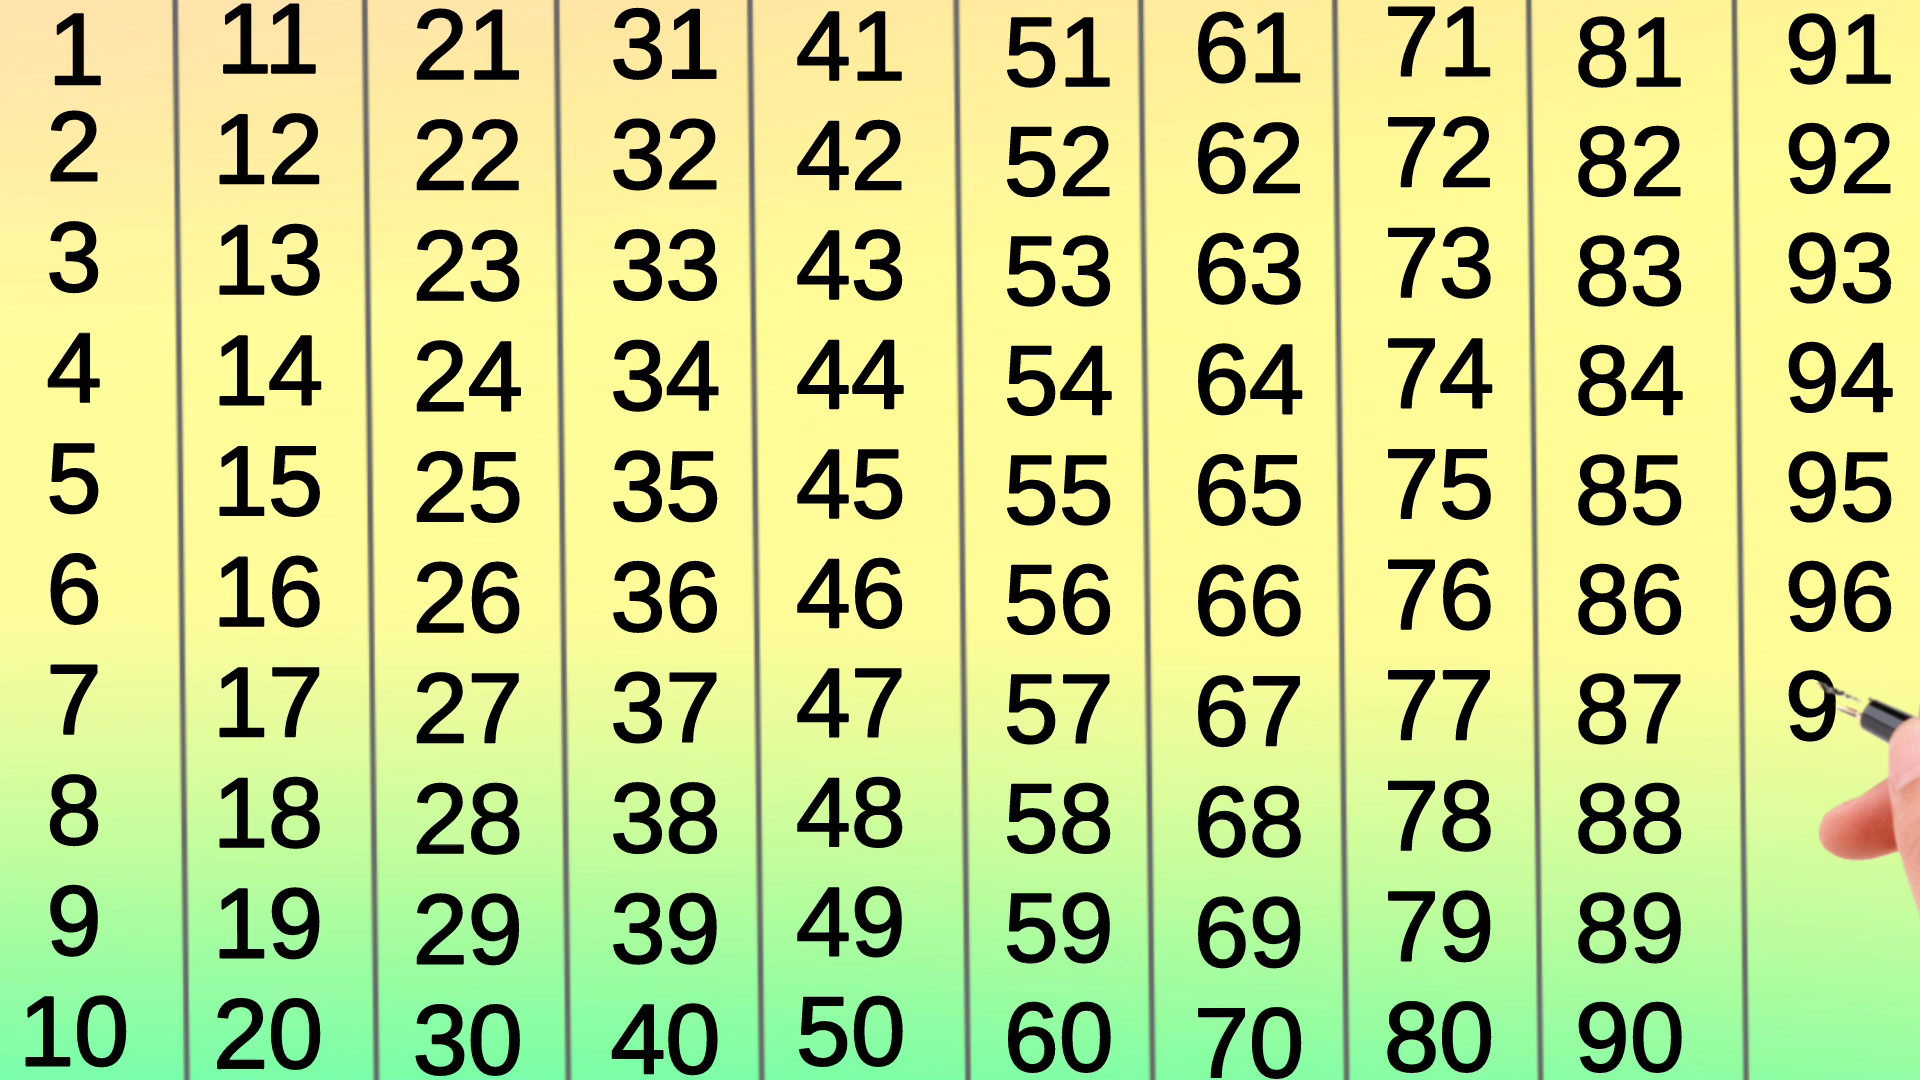 1 11 21 31 41 51 61 71 81 91
2 12 22 32 42 52 62 72 82 92
3 13 23 33 43 53 63 73 83 93
4 14 24 34 44 54 64 74 84 94
5 15 25 35 45 55 65 75 85 95
6 16 26 36 46 56 66 76 86 96
7 17 27 37 47 57 67 77 87 9
8 18 28 38 48 58 68 78 88
9 19 29 39 49 59 69 79 89
10 20 30 40 50 60 70 80 90